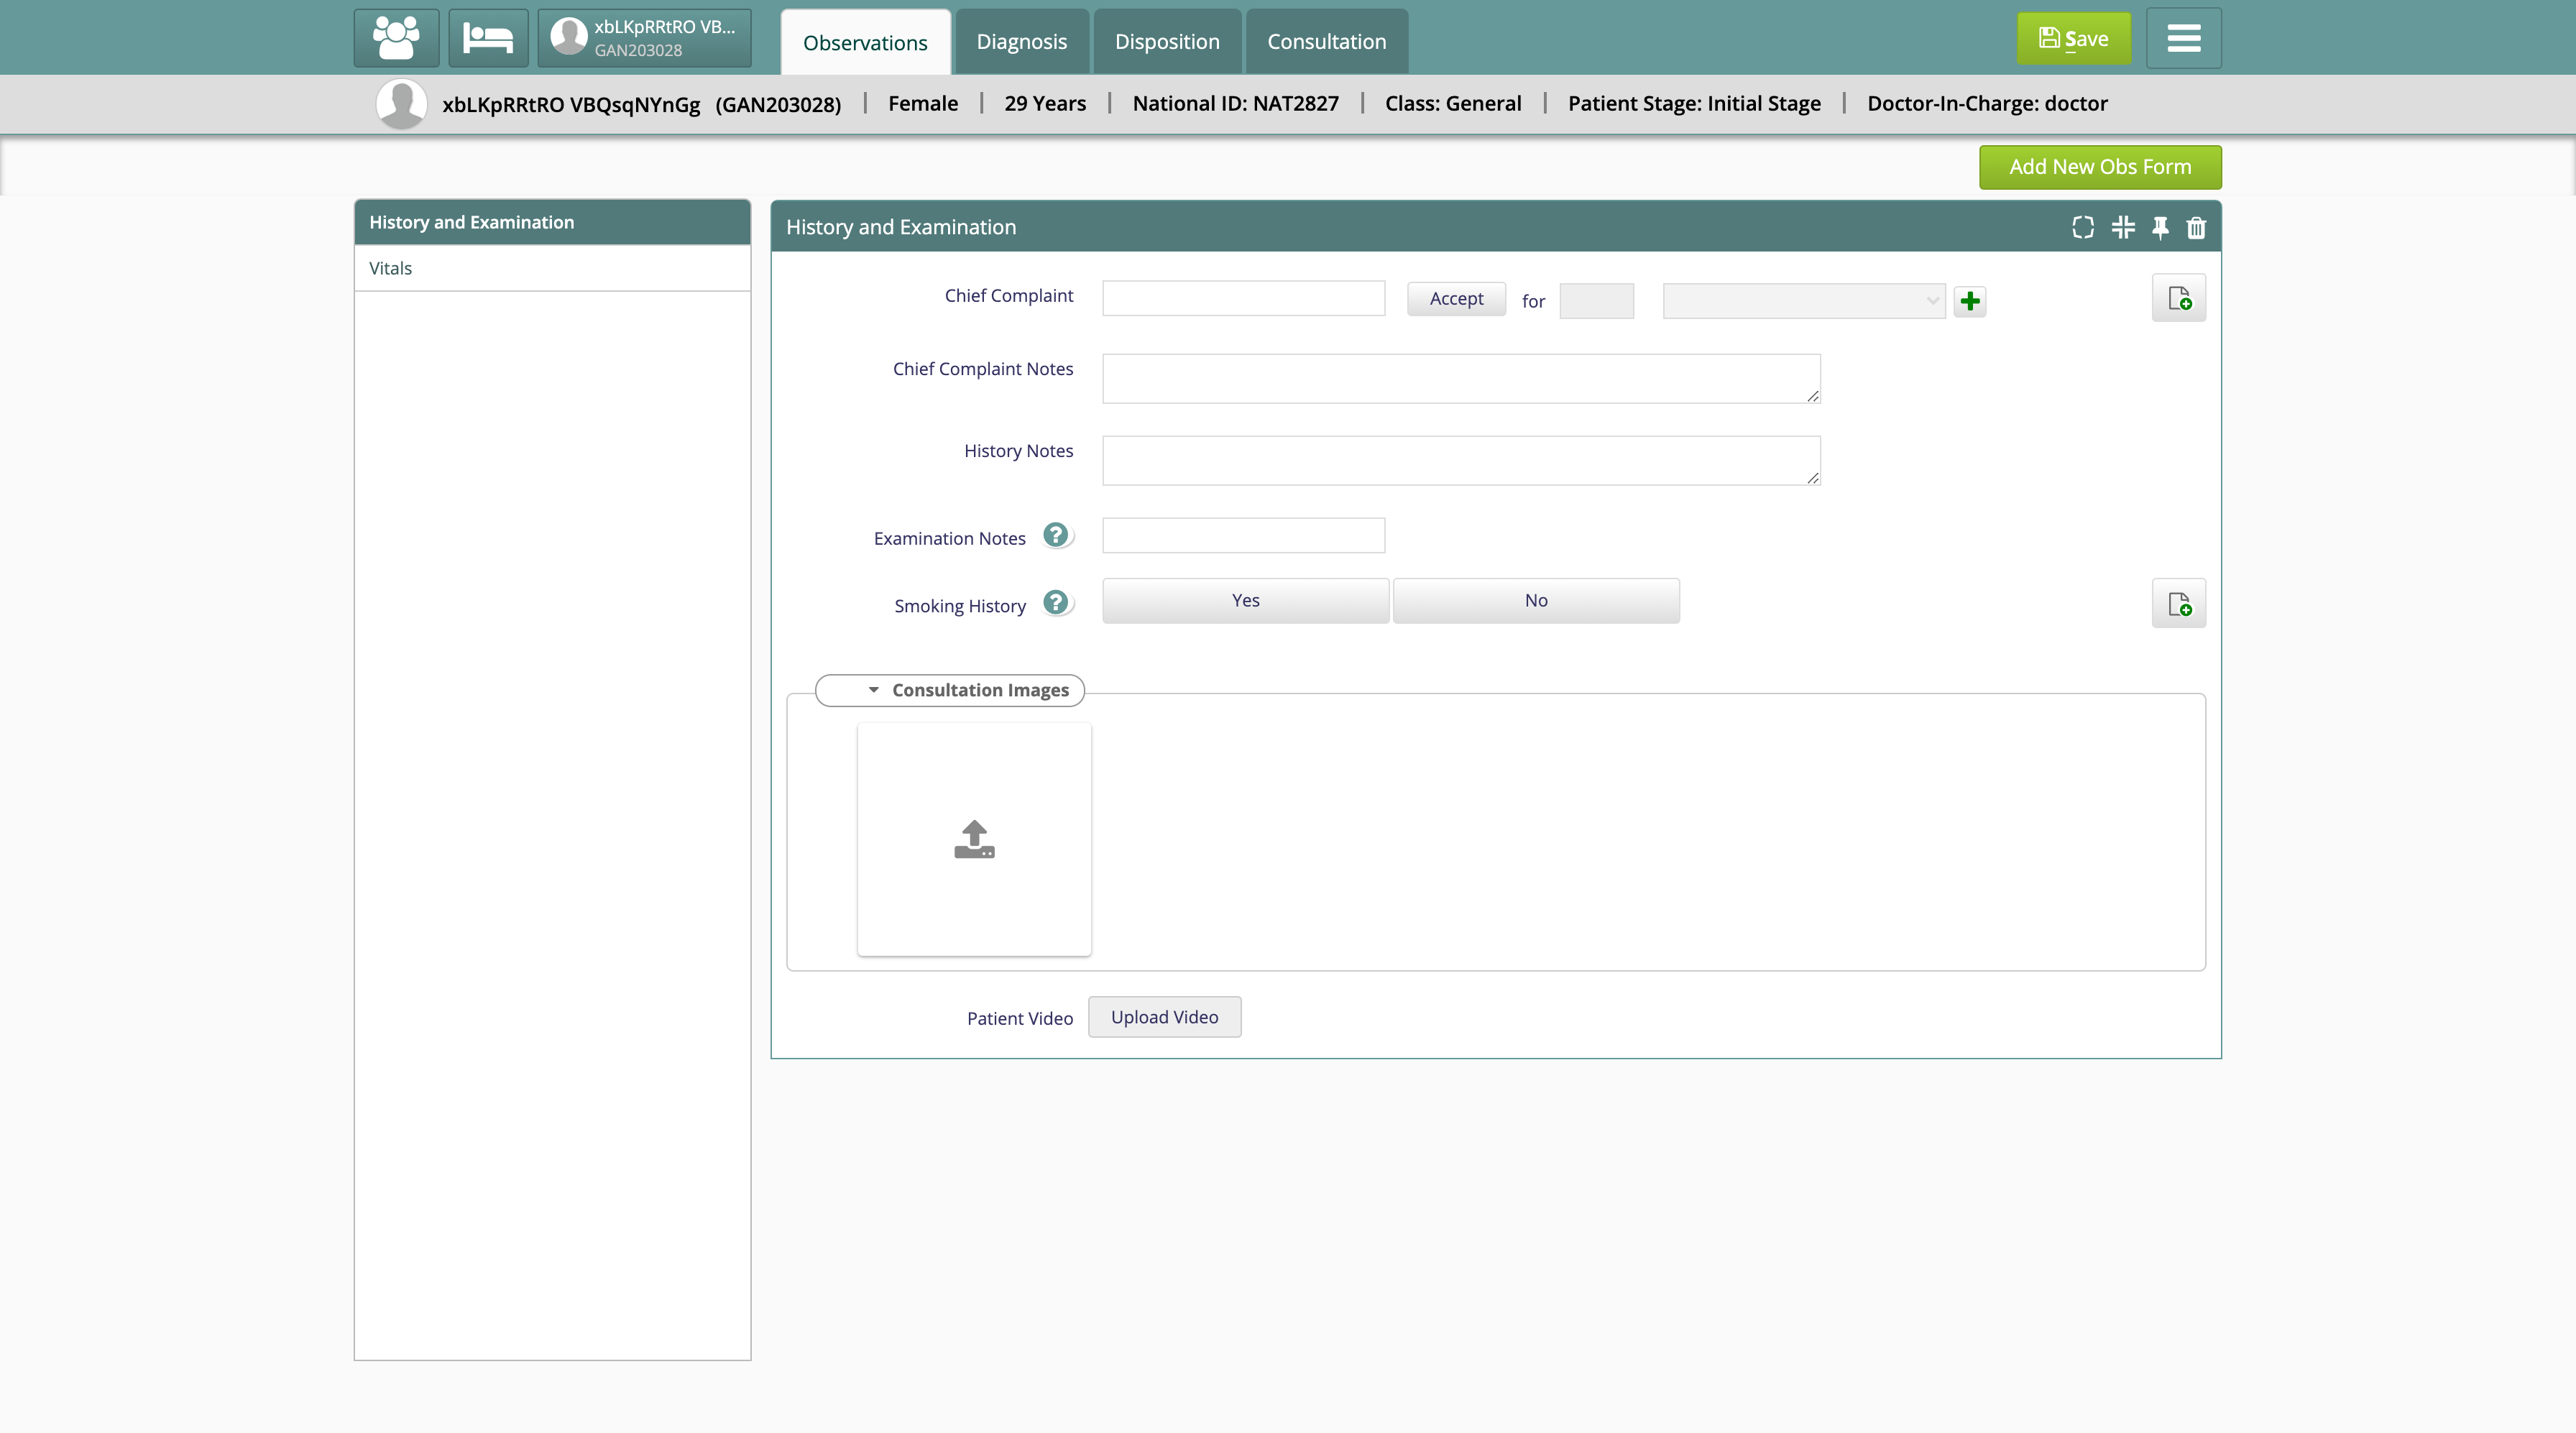 xbLKpRRtRO VB...
GAN203028
Observations
Diagnosis
Disposition
Consultation
Save
xbLKpRRtRO VBQsqNYnGg (GAN203028) | Female | 29 Years | National ID: NAT2827 | Class: General | Patient Stage: Initial Stage | Doctor-In-Charge: doctor
Add New Obs Form
History and Examination
Vitals
History and Examination
Chief Complaint
Accept for
Chief Complaint Notes
History Notes
Examination Notes ?
Smoking History ? Yes No
Consultation Images
Patient Video Upload Video